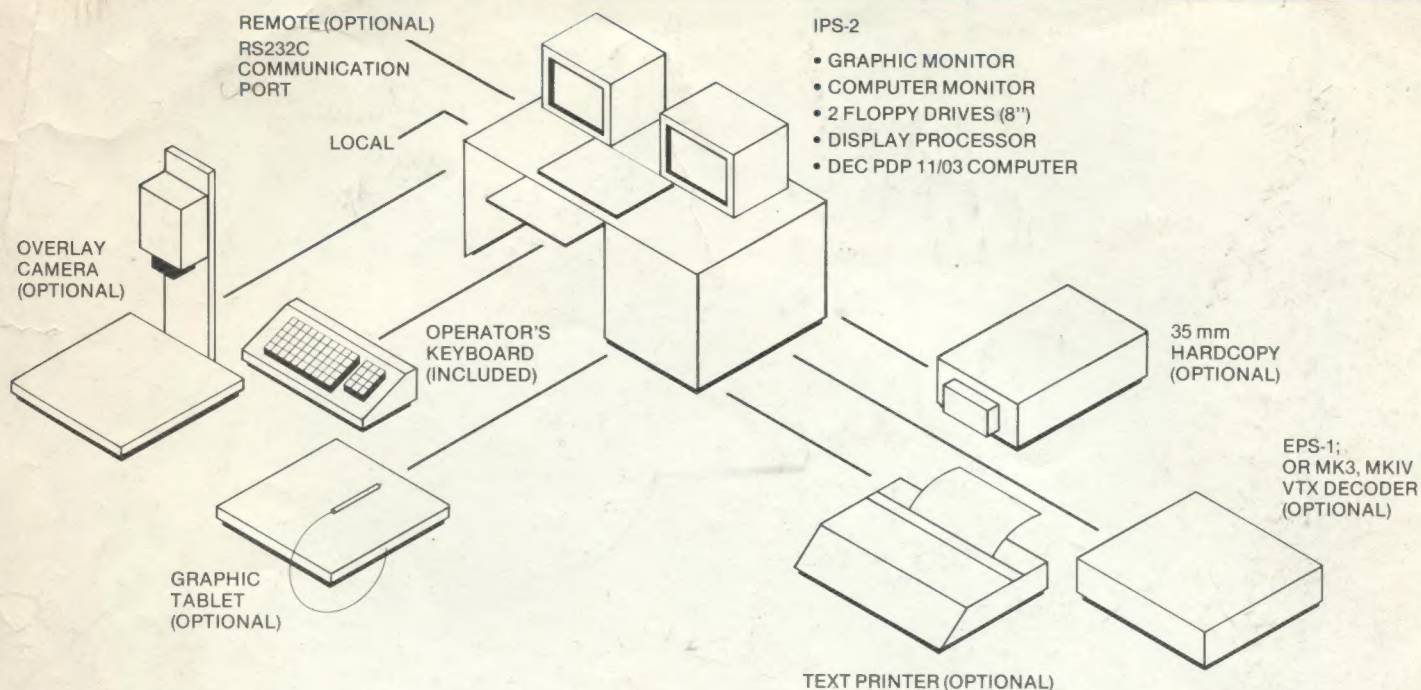 REMOTE (OPTIONAL)
RS232C
COMMUNICATION
PORT
LOCAL
IPS-2
• GRAPHIC MONITOR
• COMPUTER MONITOR
• 2 FLOPPY DRIVES (8")
• DISPLAY PROCESSOR
• DEC PDP 11/03 COMPUTER
OVERLAY
CAMERA
(OPTIONAL)
OPERATOR'S
KEYBOARD
(INCLUDED)
35 mm
HARDCOPY
(OPTIONAL)
EPS-1;
OR MK3, MKIV
VTX DECODER
(OPTIONAL)
GRAPHIC
TABLET
(OPTIONAL)
TEXT PRINTER (OPTIONAL)